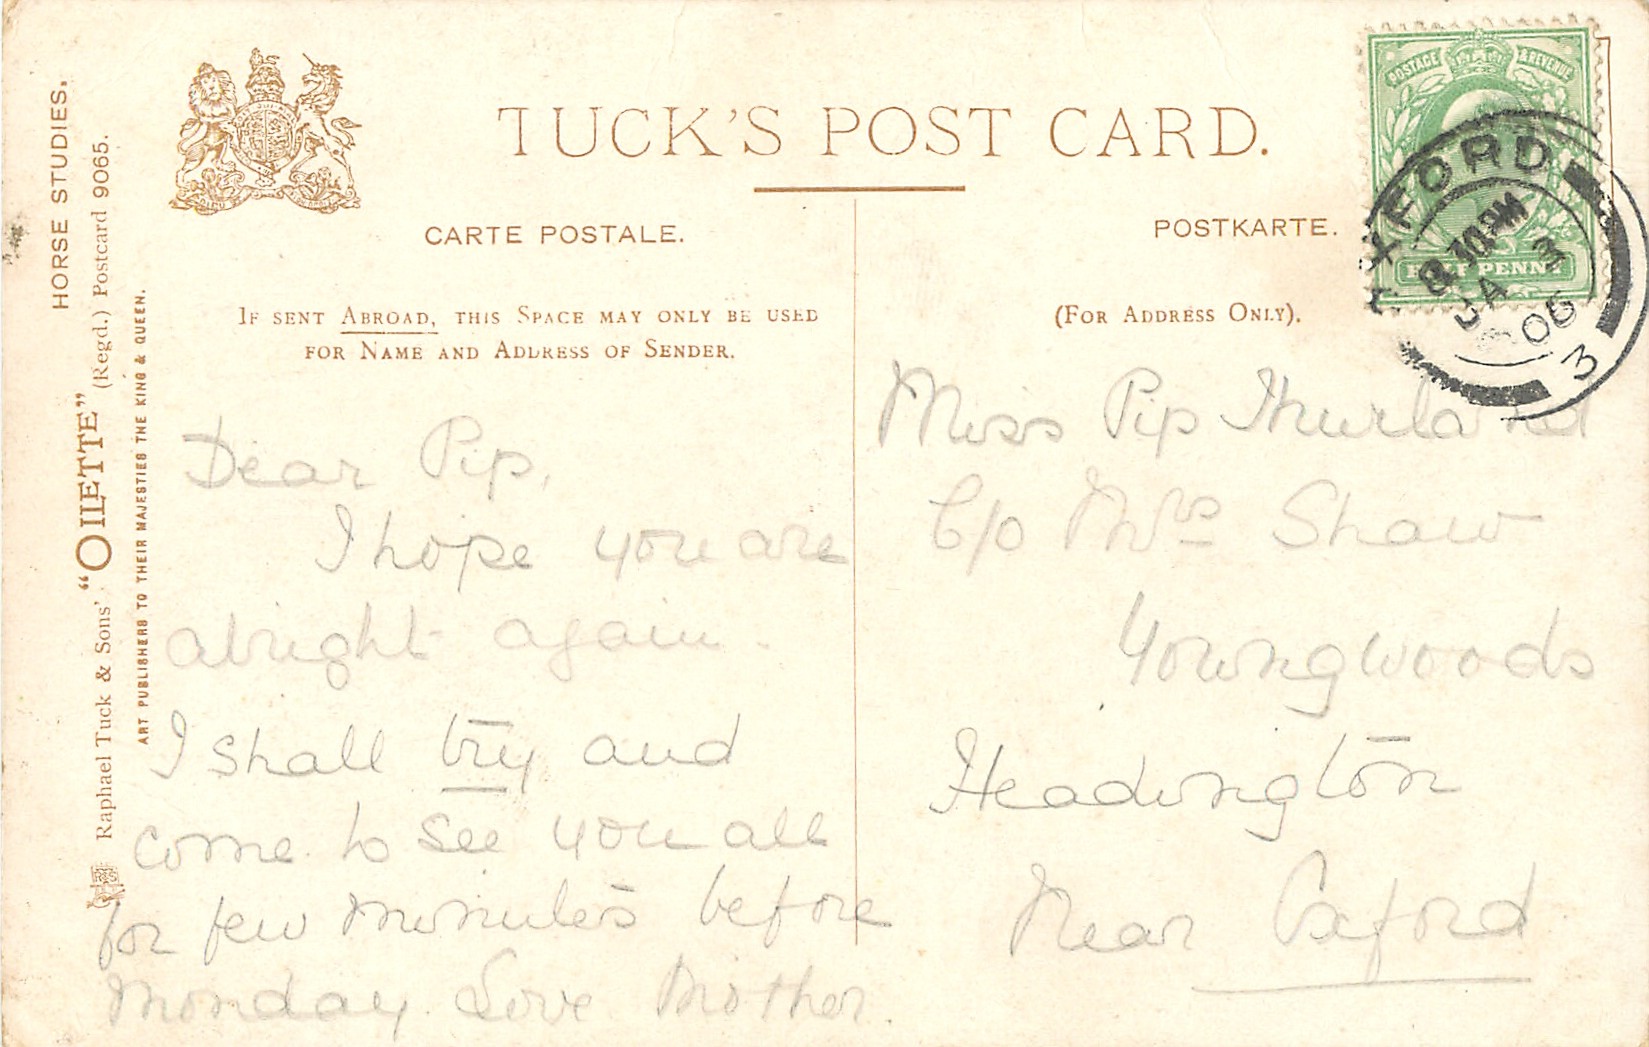 TUCK'S POST CARD.
CARTE POSTALE.
POSTKARTE.
IF SENT ABROAD, THIS SPACE MAY ONLY BE USED
FOR NAME AND ADDRESS OF SENDER.
(FOR ADDRESS ONLY).
HORSE STUDIES.
Raphael Tuck & Sons' "OILETTE" (Regd.) Postcard 9065.
ART PUBLISHERS TO THEIR MAJESTIES THE KING & QUEEN.
POSTAGE & REVENUE
HALF PENNY
OXFORD
10 PM
JA 3
06
3
Dear Pip,
I hope you are
alright again.
I shall try and
come to see you all
for few minutes before
Monday. Love Mother.
Miss Pip Thurland
C/o Mrs Shaw
Youngwoods
Headington
Near Oxford